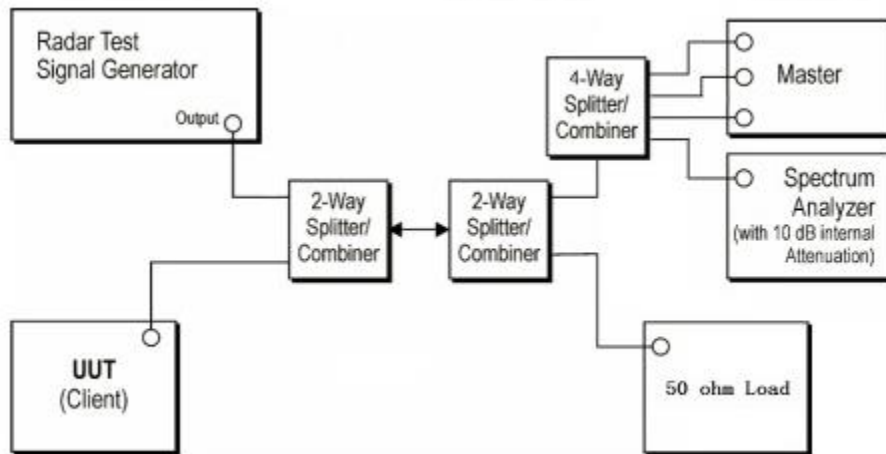 Radar Test
Signal Generator
Output
4-Way
Splitter/
Combiner
Master
2-Way
Splitter/
Combiner
2-Way
Splitter/
Combiner
Spectrum
Analyzer
(with 10 dB internal
Attenuation)
UUT
(Client)
50 ohm Load